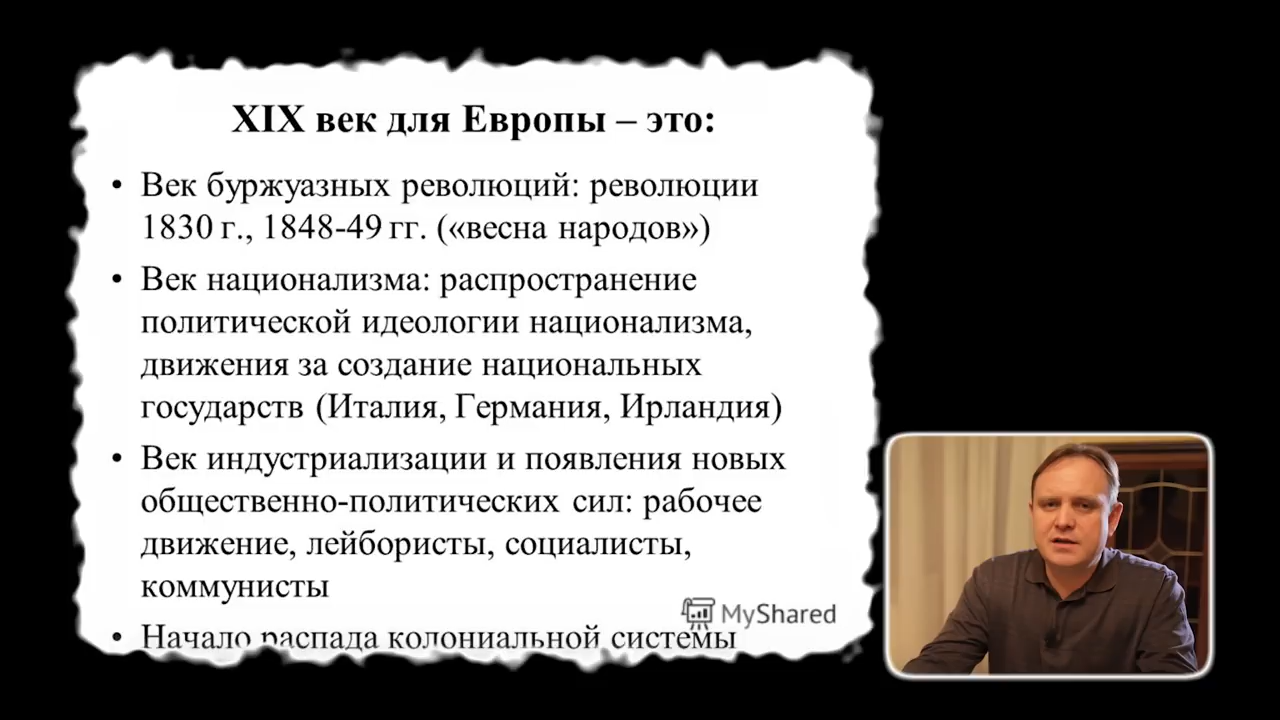 XIX век для Европы – это:
• Век буржуазных революций: революции
1830 г., 1848-49 гг. («весна народов»)
• Век национализма: распространение
политической идеологии национализма,
движения за создание национальных
государств (Италия, Германия, Ирландия)
• Век индустриализации и появления новых
общественно-политических сил: рабочее
движение, лейбористы, социалисты,
коммунисты
MyShared
• Начало распада колониальной системы